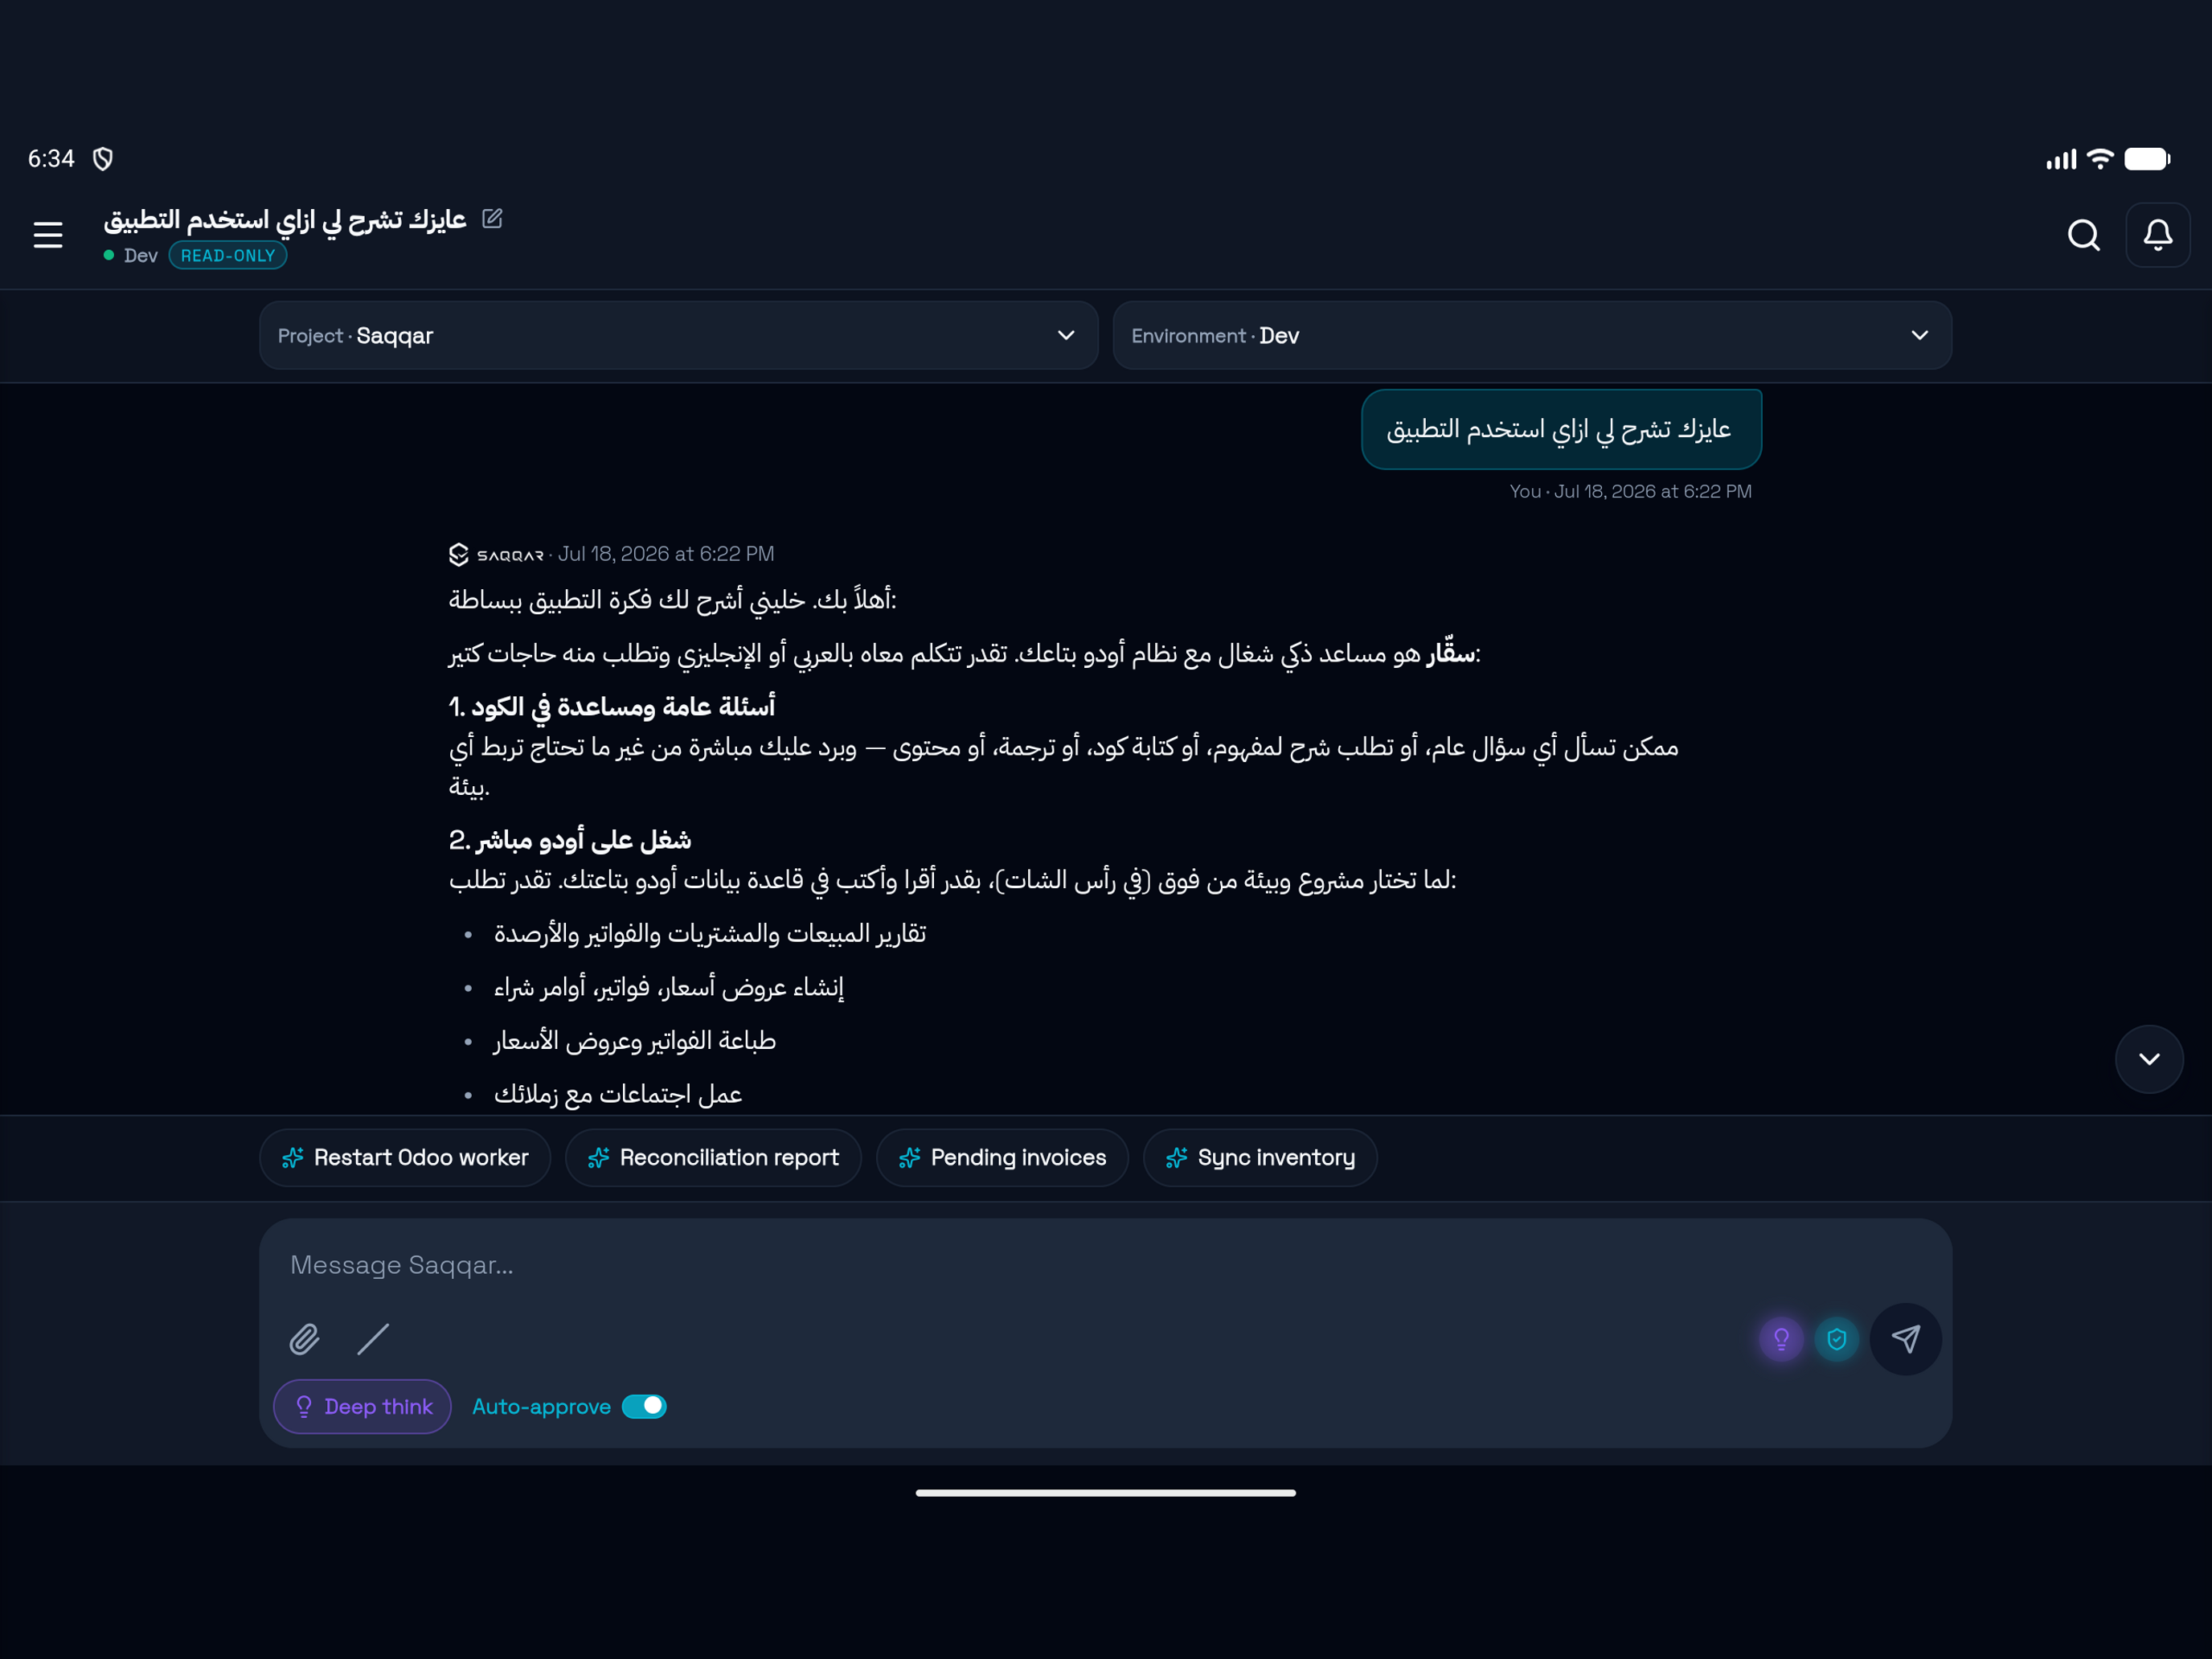 6:34
عايزك تشرح لي ازاي استخدم التطبيق
Dev READ-ONLY
Project · Saqqar
Environment · Dev
عايزك تشرح لي ازاي استخدم التطبيق
You · Jul 18, 2026 at 6:22 PM
SAQQAR · Jul 18, 2026 at 6:22 PM
أهلاً بك. خليني أشرح لك فكرة التطبيق ببساطة:
سقّار هو مساعد ذكي شغال مع نظام أودو بتاعك. تقدر تتكلم معاه بالعربي أو الإنجليزي وتطلب منه حاجات كتير:
1. أسئلة عامة ومساعدة في الكود
ممكن تسأل أي سؤال عام، أو تطلب شرح لمفهوم، أو كتابة كود، أو ترجمة، أو محتوى — وبرد عليك مباشرة من غير ما تحتاج تربط أي
بيئة.
2. شغل على أودو مباشر
لما تختار مشروع وبيئة من فوق (في رأس الشات)، بقدر أقرا وأكتب في قاعدة بيانات أودو بتاعتك. تقدر تطلب:
• تقارير المبيعات والمشتريات والفواتير والأرصدة
• إنشاء عروض أسعار، فواتير، أوامر شراء
• طباعة الفواتير وعروض الأسعار
• عمل اجتماعات مع زملائك
Restart Odoo worker
Reconciliation report
Pending invoices
Sync inventory
Message Saqqar...
Deep think
Auto-approve